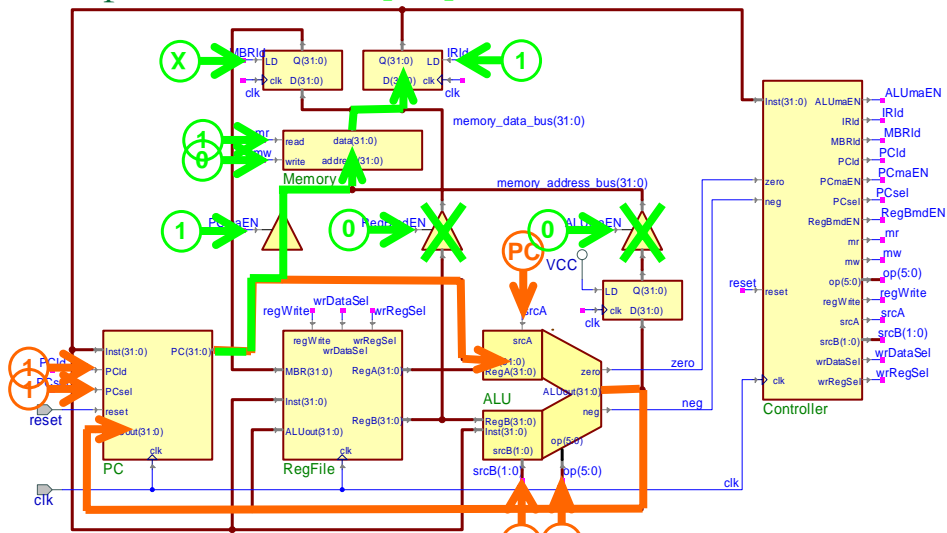 MBRld
IRld
X
LD
Q(31:0)
Q(31:0)
LD
1
clk
D(31:0)
clk
clk
clk
memory_data_bus(31:0)
1
mr
read
data(31:0)
0
mw
write
address(31:0)
Memory
memory_address_bus(31:0)
1
PCmaEN
0
RegBmdEN
0
ALUmaEN
PC
VCC
LD
Q(31:0)
clk
D(31:0)
clk
srcA
wrDataSel
regWrite
wrRegSel
regWrite
wrRegSel
wrDataSel
Inst(31:0)
PC(31:0)
1
PCld
PCld
1
PCsel
PCsel
reset
reset
clk
PC
MBR(31:0)
RegA(31:0)
Inst(31:0)
RegB(31:0)
ALUout(31:0)
clk
RegFile
srcA
RegA(31:0)
ALU
zero
zero
ALUout(31:0)
neg
neg
RegB(31:0)
Inst(31:0)
op(5:0)
srcB(1:0)
srcB(1:0)
op(5:0)
clk
clk
Inst(31:0)
ALUmaEN
ALUmaEN
IRld
IRld
MBRld
MBRld
PCld
PCld
zero
PCmaEN
PCmaEN
neg
PCsel
PCsel
RegBmdEN
RegBmdEN
mr
mr
mw
mw
reset
reset
op(5:0)
op(5:0)
regWrite
regWrite
srcA
srcA
srcB(1:0)
srcB(1:0)
wrDataSel
wrDataSel
clk
wrRegSel
wrRegSel
Controller